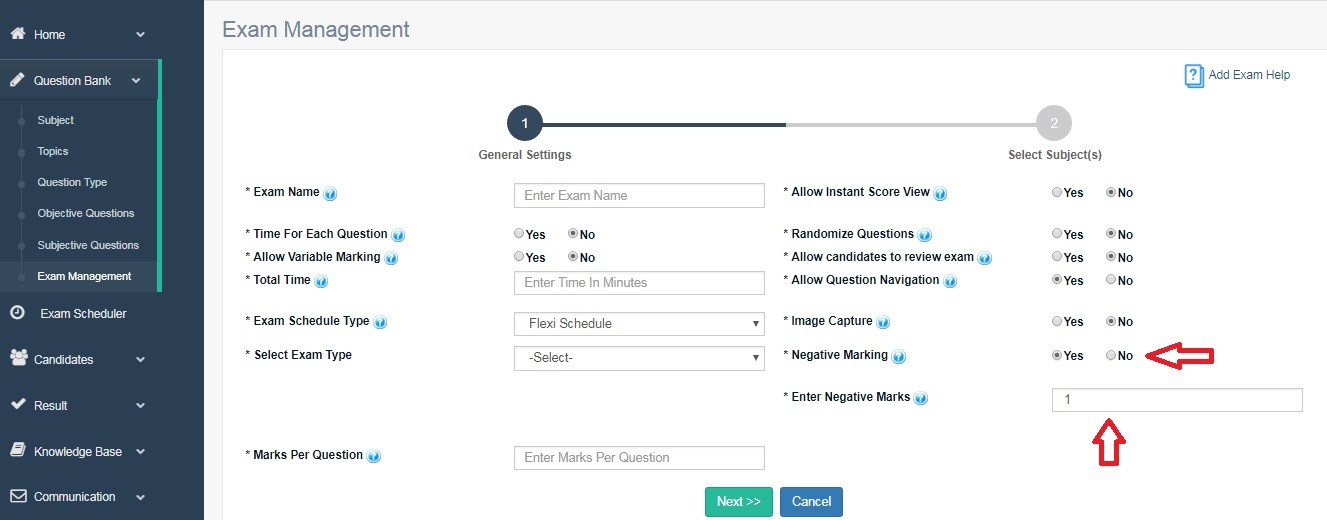 Home
Question Bank
Subject
Topics
Question Type
Objective Questions
Subjective Questions
Exam Management
Exam Scheduler
Candidates
Result
Knowledge Base
Communication
Exam Management
? Add Exam Help
1
2
General Settings
Select Subject(s)
* Exam Name ?
Enter Exam Name
* Allow Instant Score View ?
Yes No
* Time For Each Question ?
Yes No
* Randomize Questions ?
Yes No
* Allow Variable Marking ?
Yes No
* Allow candidates to review exam ?
Yes No
* Total Time ?
Enter Time In Minutes
* Allow Question Navigation ?
Yes No
* Exam Schedule Type ?
Flexi Schedule
* Image Capture ?
Yes No
* Select Exam Type
-Select-
* Negative Marking ?
Yes No
* Enter Negative Marks ?
1
* Marks Per Question ?
Enter Marks Per Question
Next >>
Cancel